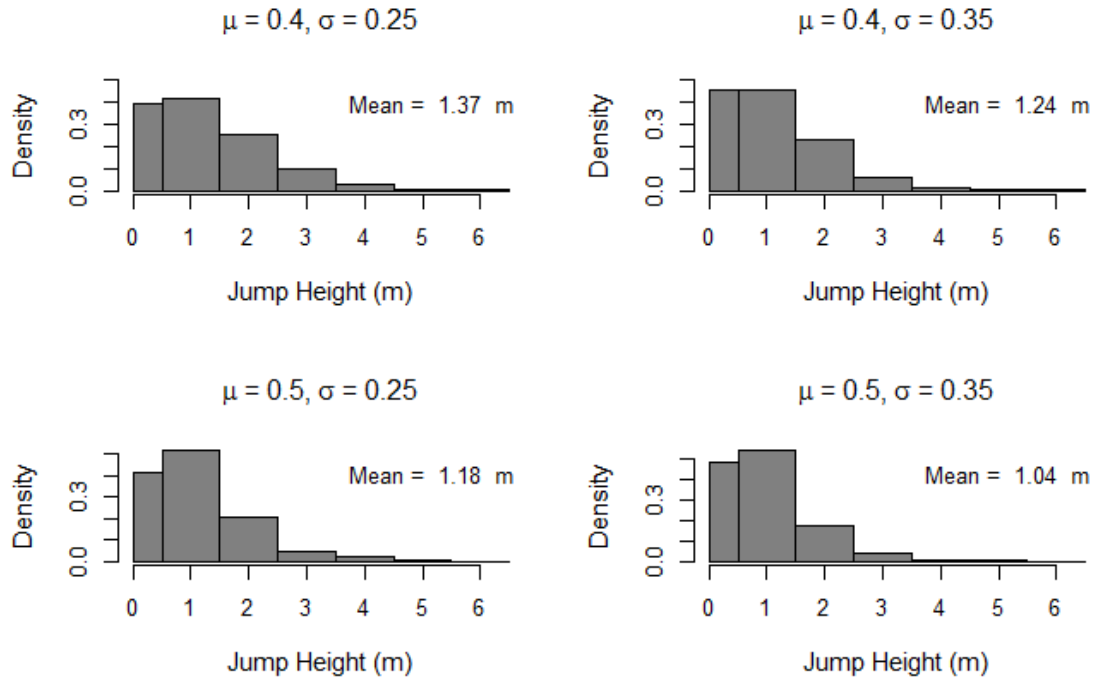 μ = 0.4, σ = 0.25
Mean = 1.37 m
Density
0.0 0.3
0 1 2 3 4 5 6
Jump Height (m)
μ = 0.4, σ = 0.35
Mean = 1.24 m
Density
0.0 0.3
0 1 2 3 4 5 6
Jump Height (m)
μ = 0.5, σ = 0.25
Mean = 1.18 m
Density
0.0 0.3
0 1 2 3 4 5 6
Jump Height (m)
μ = 0.5, σ = 0.35
Mean = 1.04 m
Density
0.0 0.3
0 1 2 3 4 5 6
Jump Height (m)